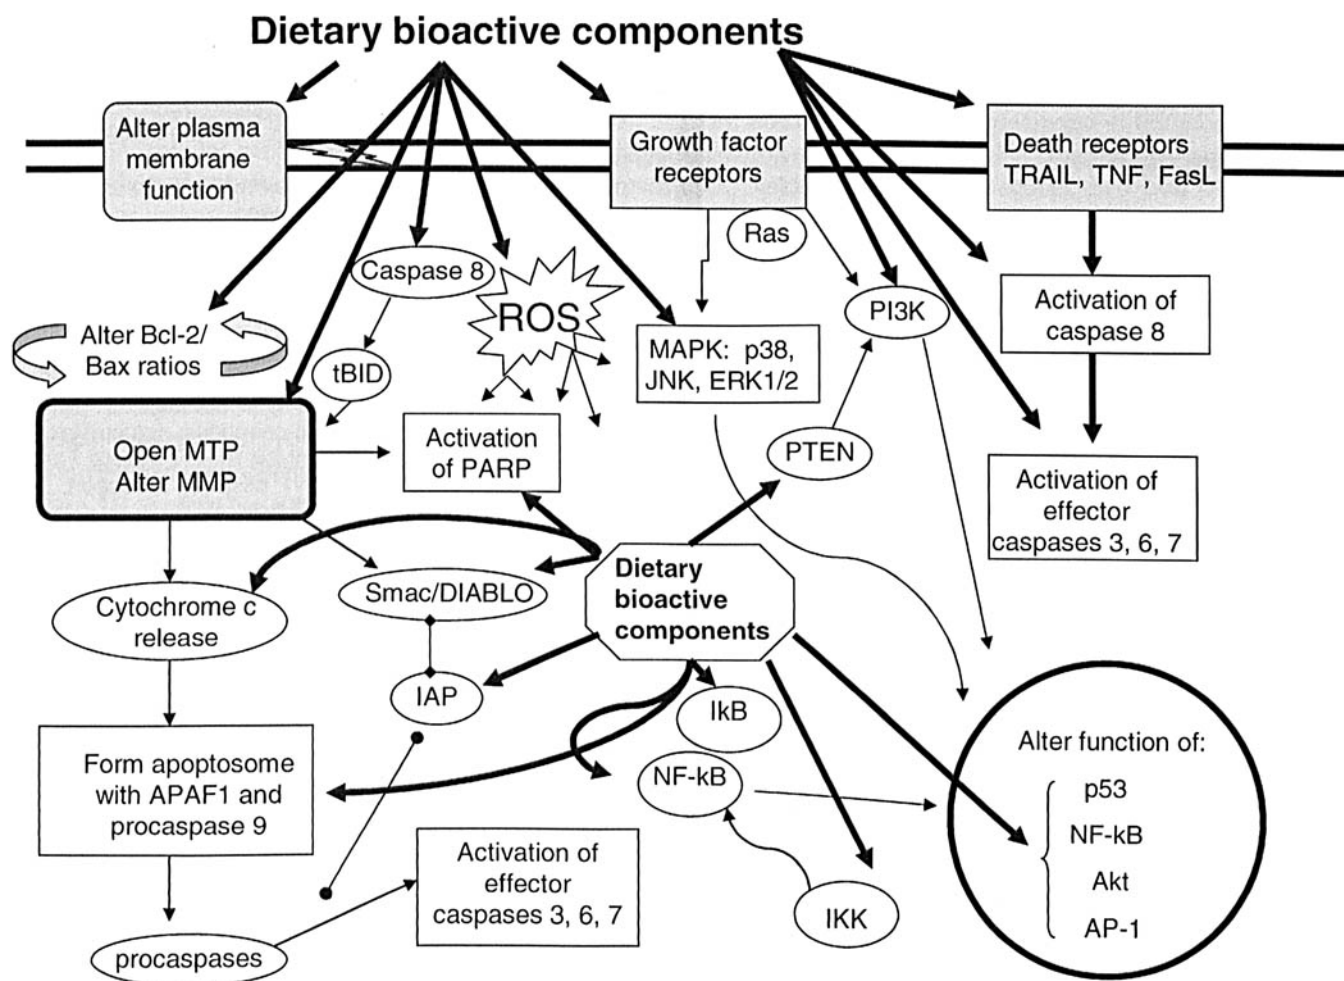 Dietary bioactive components
Alter plasma
membrane
function
Growth factor
receptors
Death receptors
TRAIL, TNF, FasL
Ras
Caspase 8
ROS
PI3K
Activation of
caspase 8
Alter Bcl-2/
Bax ratios
tBID
MAPK: p38,
JNK, ERK1/2
Open MTP
Alter MMP
Activation
of PARP
PTEN
Activation of
effector
caspases 3, 6, 7
Cytochrome c
release
Smac/DIABLO
Dietary
bioactive
components
IAP
IkB
NF-kB
Form apoptosome
with APAF1 and
procaspase 9
Activation of
effector
caspases 3, 6, 7
IKK
procaspases
Alter function of:
p53
NF-kB
Akt
AP-1